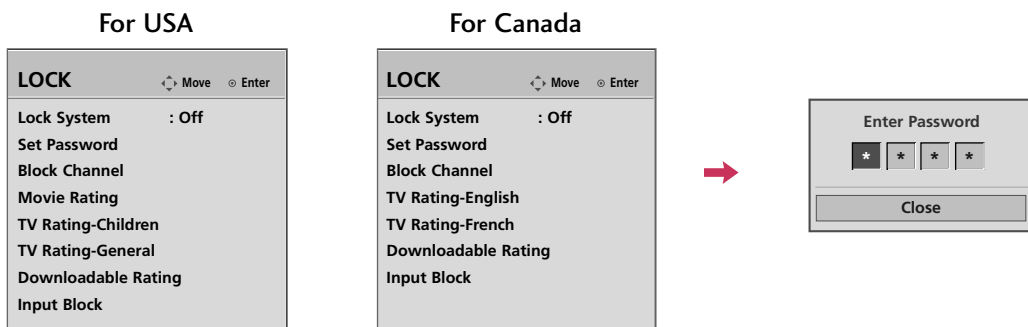 For USA
LOCK Move Enter
Lock System : Off
Set Password
Block Channel
Movie Rating
TV Rating-Children
TV Rating-General
Downloadable Rating
Input Block
For Canada
LOCK Move Enter
Lock System : Off
Set Password
Block Channel
TV Rating-English
TV Rating-French
Downloadable Rating
Input Block
Enter Password
* * * *
Close